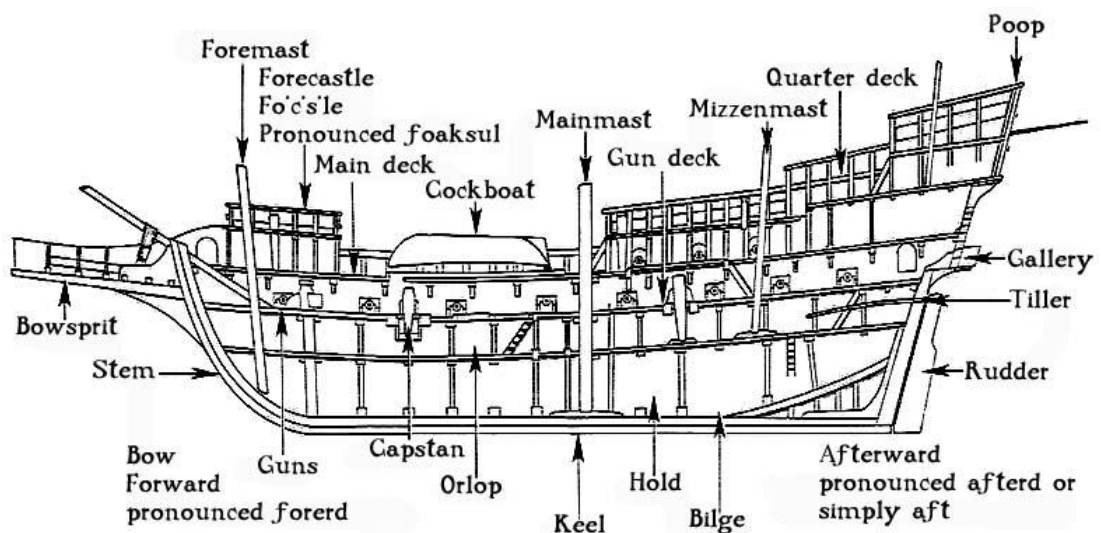 Poop
Foremast
Forecastle
Fo'c's'le
Pronounced foaksul
Main deck
Cockboat
Mainmast
Gun deck
Mizzenmast
Quarter deck
Gallery
Tiller
Rudder
Bowsprit
Stem
Guns
Capstan
Orlop
Keel
Hold
Bilge
Bow
Forward
pronounced forerd
Afterward
pronounced afterd or
simply aft